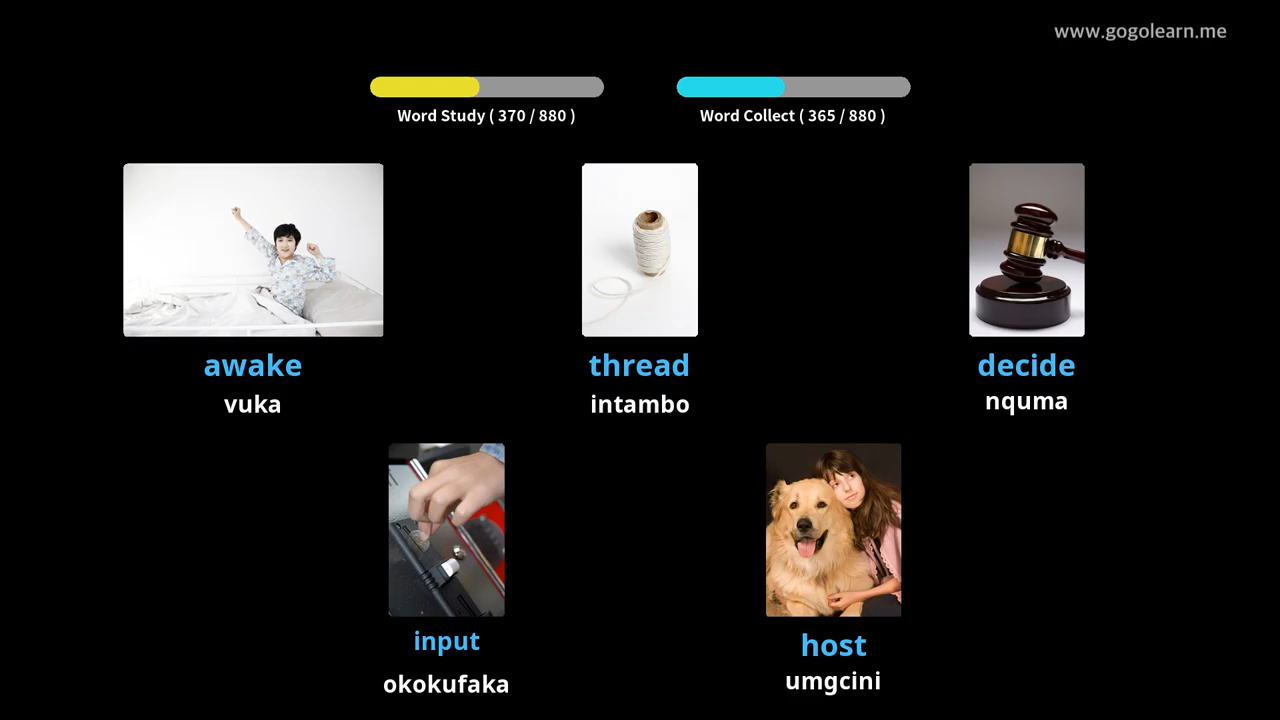 www.gogolearn.me
Word Study ( 370 / 880 )
Word Collect ( 365 / 880 )
awake
vuka
thread
intambo
decide
nquma
input
okokufaka
host
umgcini